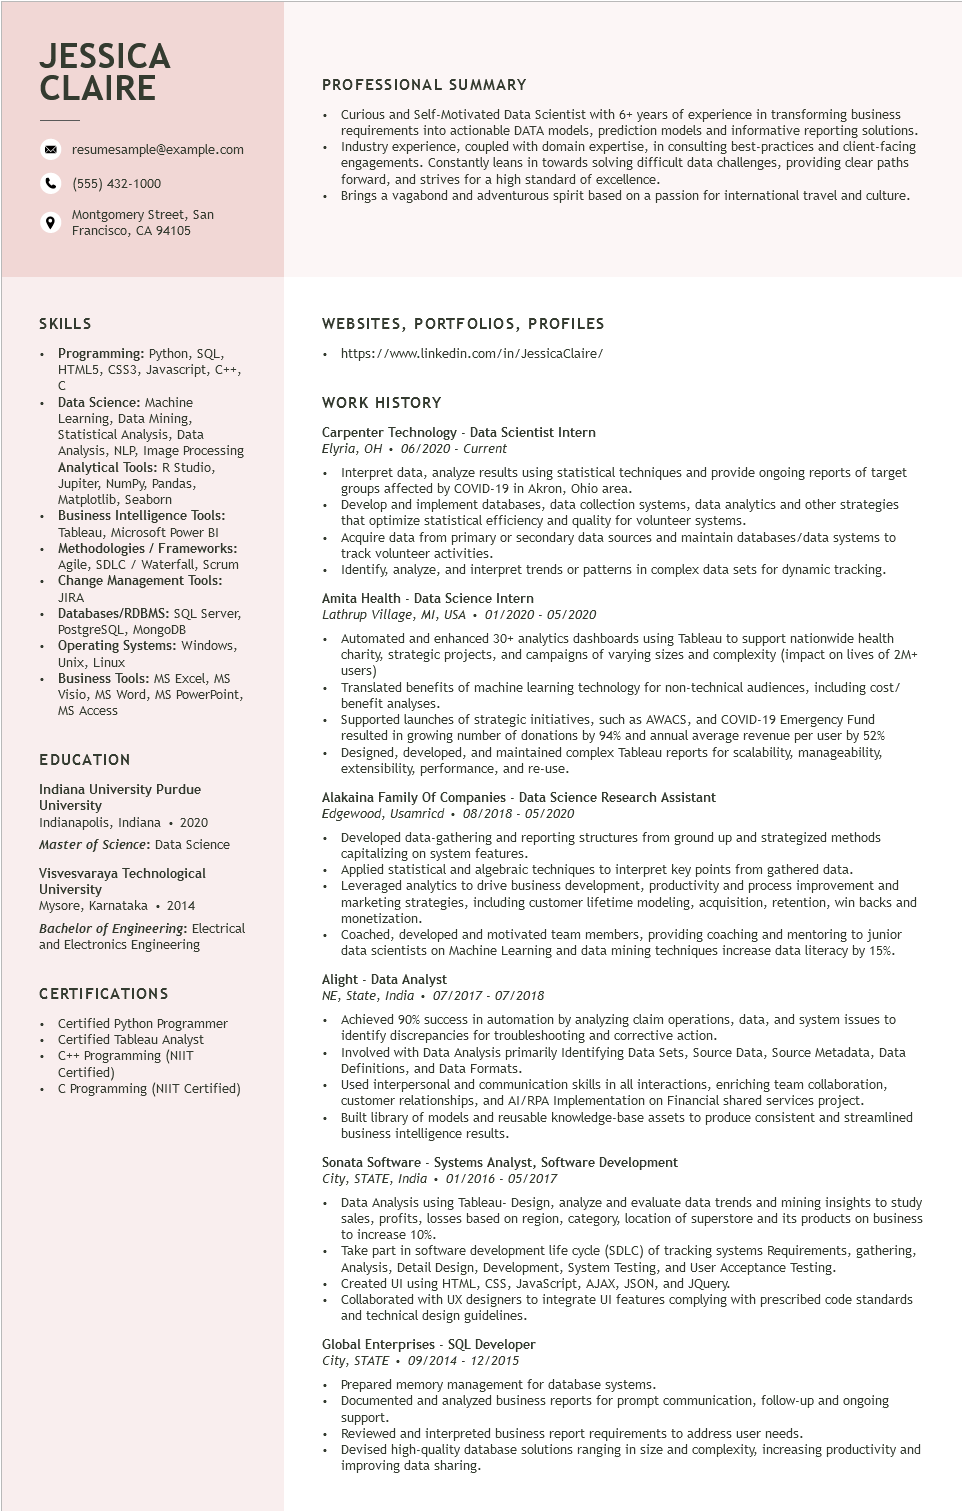 JESSICA
CLAIRE
resumesample@example.com
(555) 432-1000
Montgomery Street, San
Francisco, CA 94105
PROFESSIONAL SUMMARY
• Curious and Self-Motivated Data Scientist with 6+ years of experience in transforming business
requirements into actionable DATA models, prediction models and informative reporting solutions.
• Industry experience, coupled with domain expertise, in consulting best-practices and client-facing
engagements. Constantly leans in towards solving difficult data challenges, providing clear paths
forward, and strives for a high standard of excellence.
• Brings a vagabond and adventurous spirit based on a passion for international travel and culture.
SKILLS
• Programming: Python, SQL,
HTML5, CSS3, Javascript, C++,
C
• Data Science: Machine
Learning, Data Mining,
Statistical Analysis, Data
Analysis, NLP, Image Processing
Analytical Tools: R Studio,
Jupiter, NumPy, Pandas,
Matplotlib, Seaborn
• Business Intelligence Tools:
Tableau, Microsoft Power BI
• Methodologies / Frameworks:
Agile, SDLC / Waterfall, Scrum
• Change Management Tools:
JIRA
• Databases/RDBMS: SQL Server,
PostgreSQL, MongoDB
• Operating Systems: Windows,
Unix, Linux
• Business Tools: MS Excel, MS
Visio, MS Word, MS PowerPoint,
MS Access
EDUCATION
Indiana University Purdue
University
Indianapolis, Indiana • 2020
Master of Science: Data Science
Visvesvaraya Technological
University
Mysore, Karnataka • 2014
Bachelor of Engineering: Electrical
and Electronics Engineering
CERTIFICATIONS
• Certified Python Programmer
• Certified Tableau Analyst
• C++ Programming (NIIT
Certified)
• C Programming (NIIT Certified)
WEBSITES, PORTFOLIOS, PROFILES
• https://www.linkedin.com/in/JessicaClaire/
WORK HISTORY
Carpenter Technology - Data Scientist Intern
Elyria, OH • 06/2020 - Current
• Interpret data, analyze results using statistical techniques and provide ongoing reports of target
groups affected by COVID-19 in Akron, Ohio area.
• Develop and implement databases, data collection systems, data analytics and other strategies
that optimize statistical efficiency and quality for volunteer systems.
• Acquire data from primary or secondary data sources and maintain databases/data systems to
track volunteer activities.
• Identify, analyze, and interpret trends or patterns in complex data sets for dynamic tracking.
Amita Health - Data Science Intern
Lathrup Village, MI, USA • 01/2020 - 05/2020
• Automated and enhanced 30+ analytics dashboards using Tableau to support nationwide health
charity, strategic projects, and campaigns of varying sizes and complexity (impact on lives of 2M+
users)
• Translated benefits of machine learning technology for non-technical audiences, including cost/
benefit analyses.
• Supported launches of strategic initiatives, such as AWACS, and COVID-19 Emergency Fund
resulted in growing number of donations by 94% and annual average revenue per user by 52%
• Designed, developed, and maintained complex Tableau reports for scalability, manageability,
extensibility, performance, and re-use.
Alakaina Family Of Companies - Data Science Research Assistant
Edgewood, Usamricd • 08/2018 - 05/2020
• Developed data-gathering and reporting structures from ground up and strategized methods
capitalizing on system features.
• Applied statistical and algebraic techniques to interpret key points from gathered data.
• Leveraged analytics to drive business development, productivity and process improvement and
marketing strategies, including customer lifetime modeling, acquisition, retention, win backs and
monetization.
• Coached, developed and motivated team members, providing coaching and mentoring to junior
data scientists on Machine Learning and data mining techniques increase data literacy by 15%.
Alight - Data Analyst
NE, State, India • 07/2017 - 07/2018
• Achieved 90% success in automation by analyzing claim operations, data, and system issues to
identify discrepancies for troubleshooting and corrective action.
• Involved with Data Analysis primarily Identifying Data Sets, Source Data, Source Metadata, Data
Definitions, and Data Formats.
• Used interpersonal and communication skills in all interactions, enriching team collaboration,
customer relationships, and AI/RPA Implementation on Financial shared services project.
• Built library of models and reusable knowledge-base assets to produce consistent and streamlined
business intelligence results.
Sonata Software - Systems Analyst, Software Development
City, STATE, India • 01/2016 - 05/2017
• Data Analysis using Tableau- Design, analyze and evaluate data trends and mining insights to study
sales, profits, losses based on region, category, location of superstore and its products on business
to increase 10%.
• Take part in software development life cycle (SDLC) of tracking systems Requirements, gathering,
Analysis, Detail Design, Development, System Testing, and User Acceptance Testing.
• Created UI using HTML, CSS, JavaScript, AJAX, JSON, and JQuery.
• Collaborated with UX designers to integrate UI features complying with prescribed code standards
and technical design guidelines.
Global Enterprises - SQL Developer
City, STATE • 09/2014 - 12/2015
• Prepared memory management for database systems.
• Documented and analyzed business reports for prompt communication, follow-up and ongoing
support.
• Reviewed and interpreted business report requirements to address user needs.
• Devised high-quality database solutions ranging in size and complexity, increasing productivity and
improving data sharing.